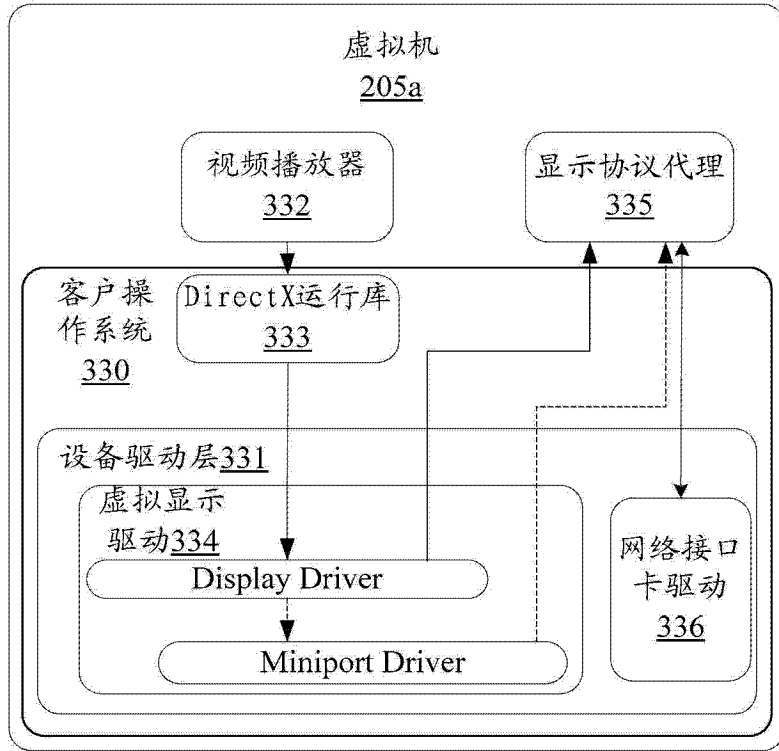 虚拟机
205a
视频播放器
332
显示协议代理
335
客户操
作系统
330
DirectX运行库
333
设备驱动层331
虚拟显示
驱动334
Display Driver
Miniport Driver
网络接口
卡驱动
336